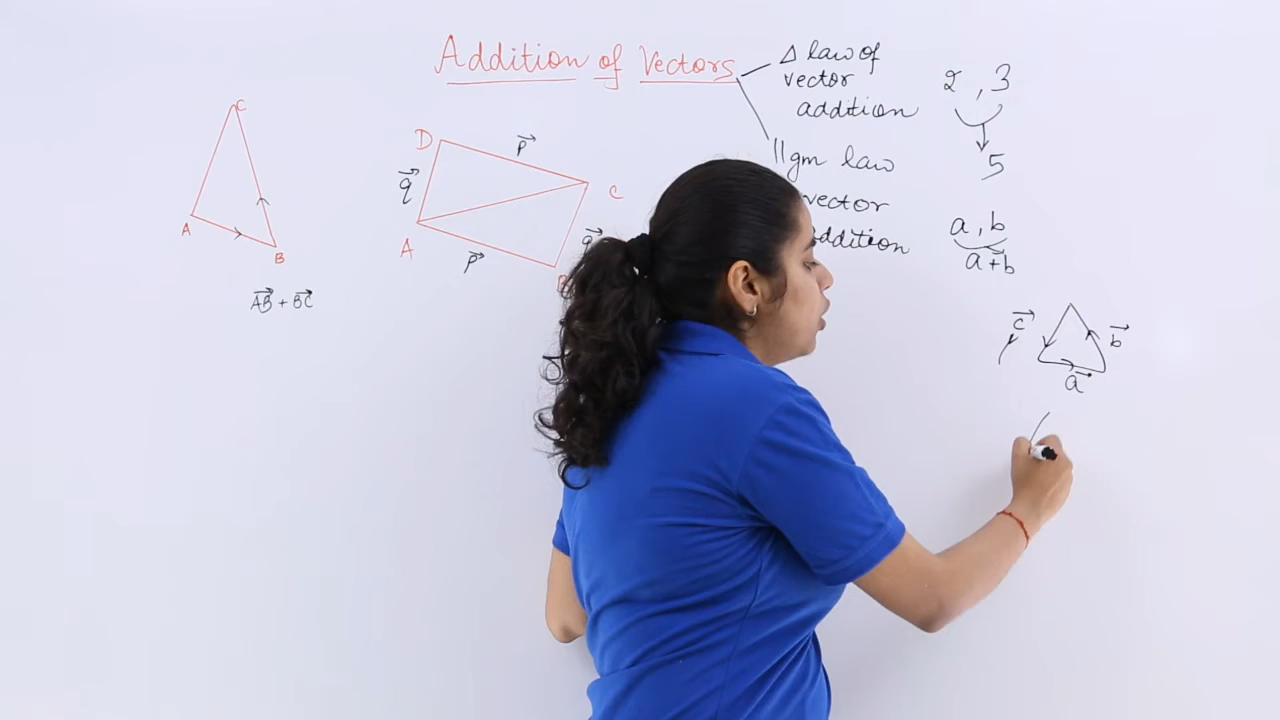 Addition of Vectors
Δ law of
vector
addition
||gm law
vector
addition
2 , 3
5
a , b
a+b
C
A
B
AB→ + BC→
D
p→
q→
C
A
p→
q→
c→
b→
a→